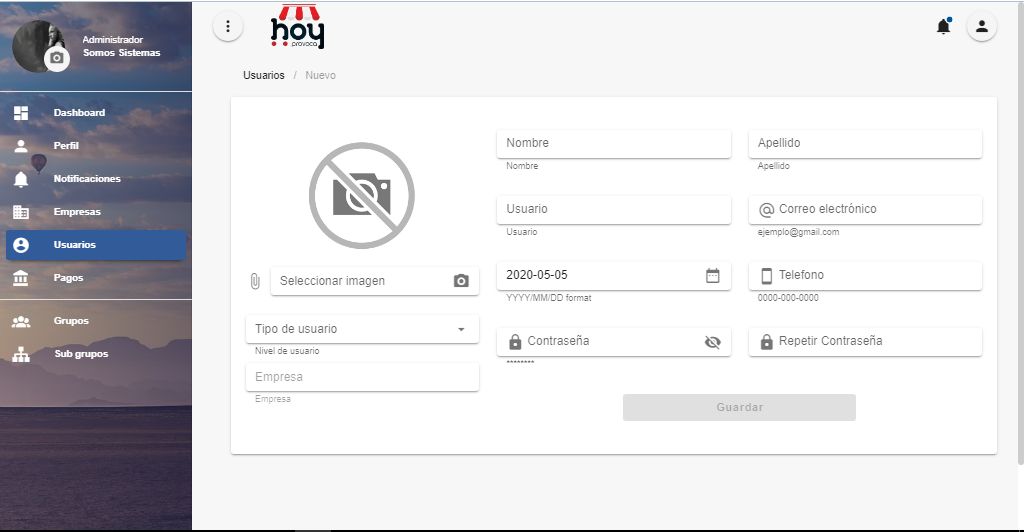 Administrador
Somos Sistemas
Dashboard
Perfil
Notificaciones
Empresas
Usuarios
Pagos
Grupos
Sub grupos
hoy
provoca
Usuarios / Nuevo
Seleccionar imagen
Tipo de usuario
Nivel de usuario
Empresa
Empresa
Nombre
Nombre
Apellido
Apellido
Usuario
Usuario
Correo electrónico
ejemplo@gmail.com
2020-05-05
YYYY/MM/DD format
Telefono
0000-000-0000
Contraseña
********
Repetir Contraseña
Guardar